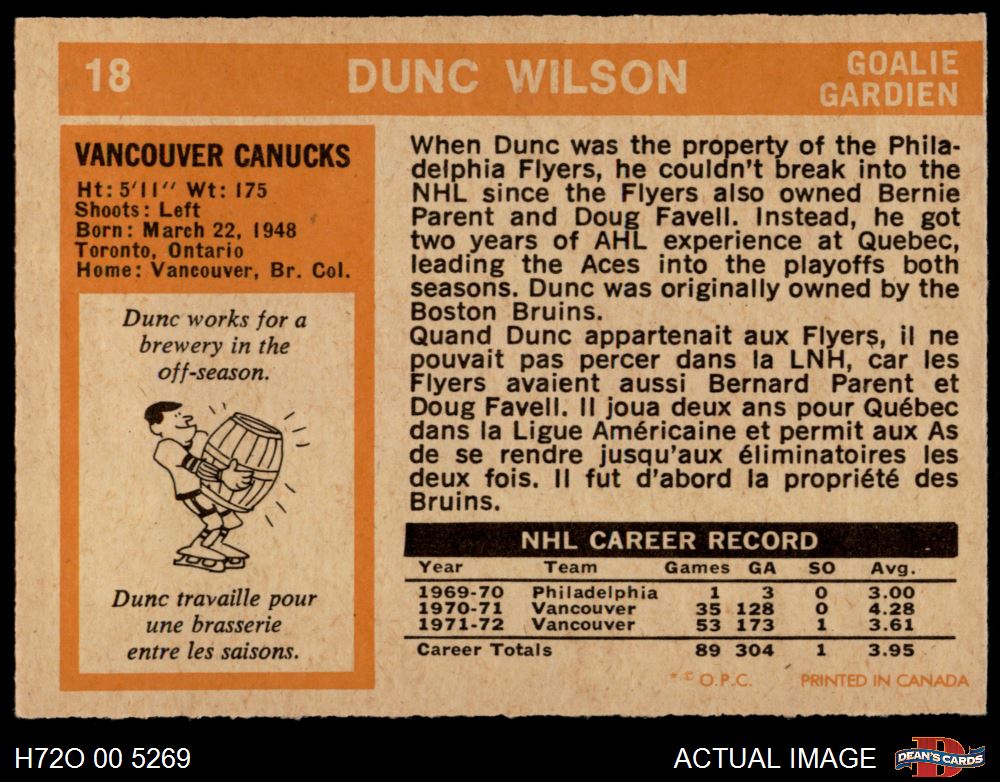 18
DUNC WILSON
GOALIE
GARDIEN
VANCOUVER CANUCKS
Ht: 5'11" Wt: 175
Shoots: Left
Born: March 22, 1948
Toronto, Ontario
Home: Vancouver, Br. Col.
Dunc works for a
brewery in the
off-season.
Dunc travaille pour
une brasserie
entre les saisons.
When Dunc was the property of the Phila-
delphia Flyers, he couldn't break into the
NHL since the Flyers also owned Bernie
Parent and Doug Favell. Instead, he got
two years of AHL experience at Quebec,
leading the Aces into the playoffs both
seasons. Dunc was originally owned by the
Boston Bruins.
Quand Dunc appartenait aux Flyers, il ne
pouvait pas percer dans la LNH, car les
Flyers avaient aussi Bernard Parent et
Doug Favell. Il joua deux ans pour Québec
dans la Ligue Américaine et permit aux As
de se rendre jusqu'aux éliminatoires les
deux fois. Il fut d'abord la propriété des
Bruins.
NHL CAREER RECORD
Year Team Games GA SO Avg.
1969-70 Philadelphia 1 3 0 3.00
1970-71 Vancouver 35 128 0 4.28
1971-72 Vancouver 53 173 1 3.61
Career Totals 89 304 1 3.95
* © O.P.C. PRINTED IN CANADA
H72O 00 5269
ACTUAL IMAGE
DEAN'S CARDS